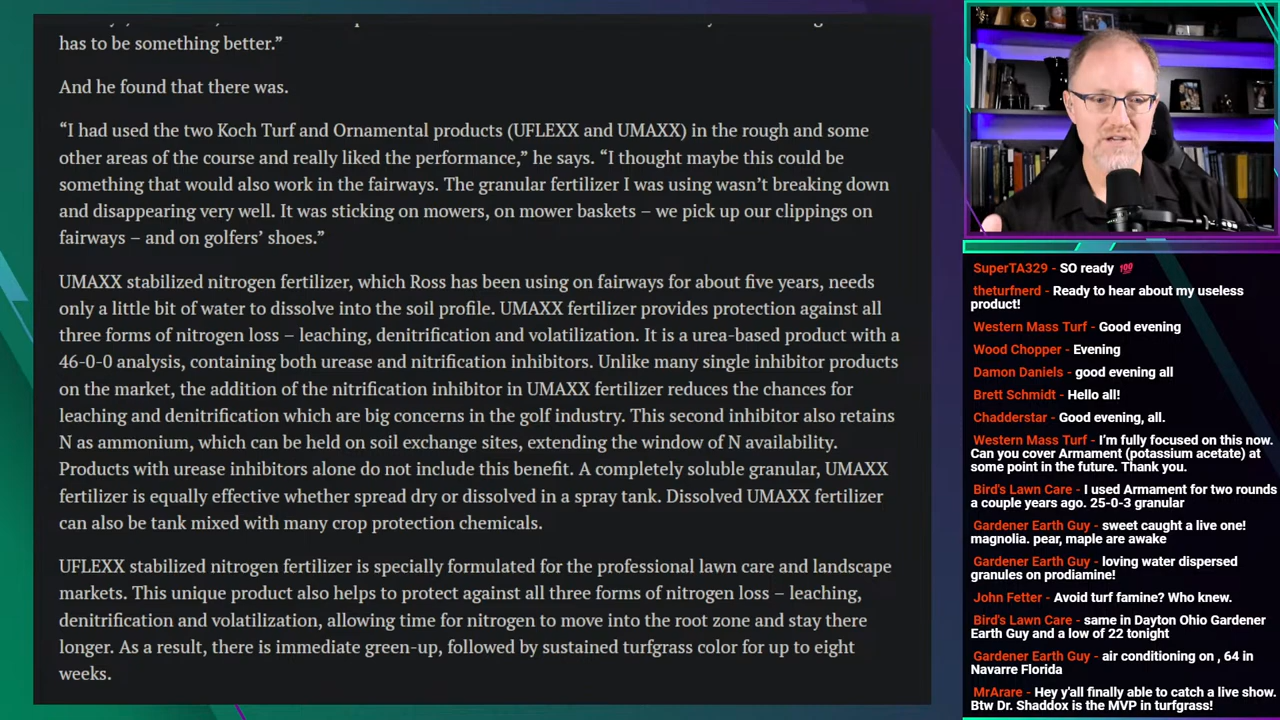 has to be something better.”
And he found that there was.
“I had used the two Koch Turf and Ornamental products (UFLEXX and UMAXX) in the rough and some
other areas of the course and really liked the performance,” he says. “I thought maybe this could be
something that would also work in the fairways. The granular fertilizer I was using wasn’t breaking down
and disappearing very well. It was sticking on mowers, on mower baskets – we pick up our clippings on
fairways – and on golfers’ shoes.”
UMAXX stabilized nitrogen fertilizer, which Ross has been using on fairways for about five years, needs
only a little bit of water to dissolve into the soil profile. UMAXX fertilizer provides protection against all
three forms of nitrogen loss – leaching, denitrification and volatilization. It is a urea-based product with a
46-0-0 analysis, containing both urease and nitrification inhibitors. Unlike many single inhibitor products
on the market, the addition of the nitrification inhibitor in UMAXX fertilizer reduces the chances for
leaching and denitrification which are big concerns in the golf industry. This second inhibitor also retains
N as ammonium, which can be held on soil exchange sites, extending the window of N availability.
Products with urease inhibitors alone do not include this benefit. A completely soluble granular, UMAXX
fertilizer is equally effective whether spread dry or dissolved in a spray tank. Dissolved UMAXX fertilizer
can also be tank mixed with many crop protection chemicals.
UFLEXX stabilized nitrogen fertilizer is specially formulated for the professional lawn care and landscape
markets. This unique product also helps to protect against all three forms of nitrogen loss – leaching,
denitrification and volatilization, allowing time for nitrogen to move into the root zone and stay there
longer. As a result, there is immediate green-up, followed by sustained turfgrass color for up to eight
weeks.
SuperTA329 - SO ready 💯
theturfnerd - Ready to hear about my useless
product!
Western Mass Turf - Good evening
Wood Chopper - Evening
Damon Daniels - good evening all
Brett Schmidt - Hello all!
Chadderstar - Good evening, all.
Western Mass Turf - I’m fully focused on this now.
Can you cover Armament (potassium acetate) at
some point in the future. Thank you.
Bird's Lawn Care - I used Armament for two rounds
a couple years ago. 25-0-3 granular
Gardener Earth Guy - sweet caught a live one!
magnolia. pear, maple are awake
Gardener Earth Guy - loving water dispersed
granules on prodiamine!
John Fetter - Avoid turf famine? Who knew.
Bird's Lawn Care - same in Dayton Ohio Gardener
Earth Guy and a low of 22 tonight
Gardener Earth Guy - air conditioning on , 64 in
Navarre Florida
MrArare - Hey y'all finally able to catch a live show.
Btw Dr. Shaddox is the MVP in turfgrass!